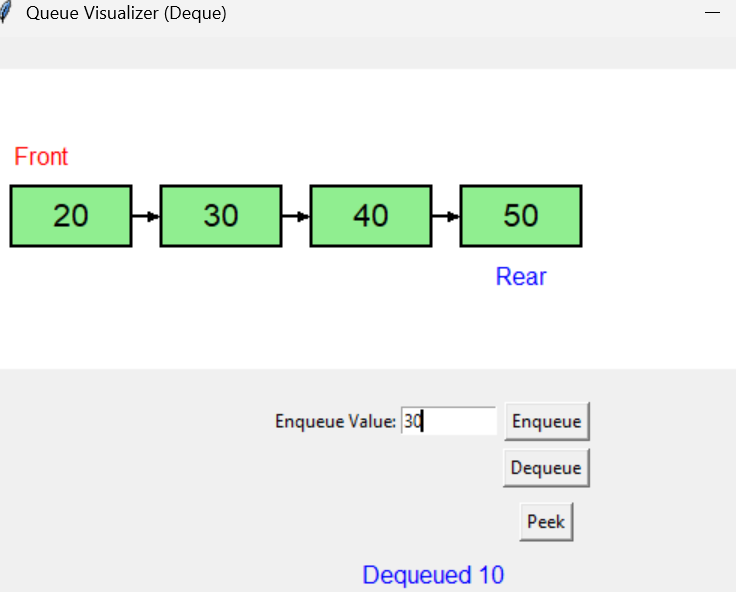 Queue Visualizer (Deque)
Front
20 30 40 50
Rear
Enqueue Value: 30 Enqueue
Dequeue
Peek
Dequeued 10